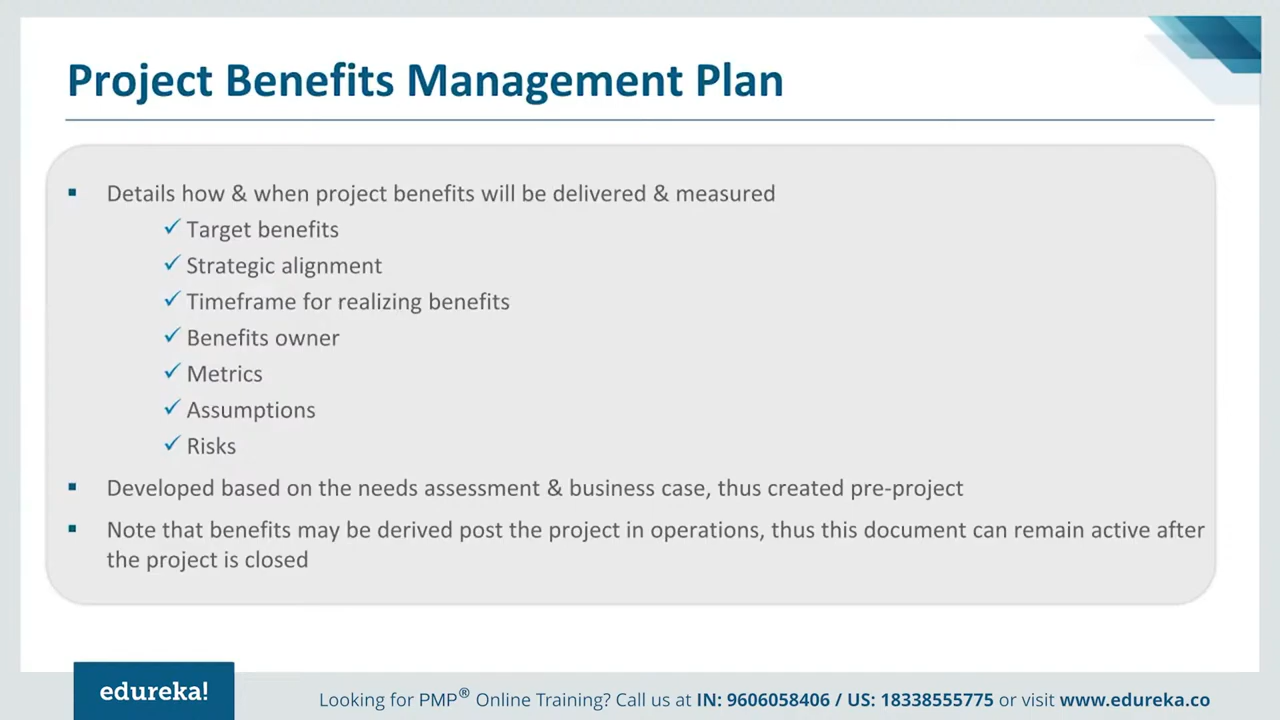 Project Benefits Management Plan
▪ Details how & when project benefits will be delivered & measured
✓ Target benefits
✓ Strategic alignment
✓ Timeframe for realizing benefits
✓ Benefits owner
✓ Metrics
✓ Assumptions
✓ Risks
▪ Developed based on the needs assessment & business case, thus created pre-project
▪ Note that benefits may be derived post the project in operations, thus this document can remain active after
the project is closed
edureka!
Looking for PMP® Online Training? Call us at IN: 9606058406 / US: 18338555775 or visit www.edureka.co